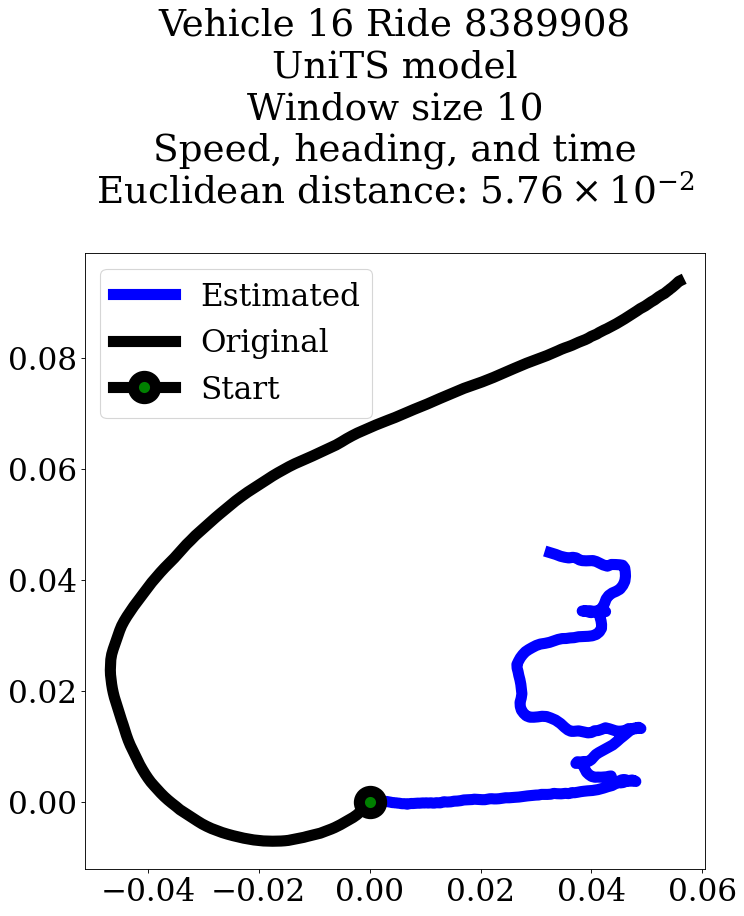 Vehicle 16 Ride 8389908
UniTS model
Window size 10
Speed, heading, and time
Euclidean distance: 5.76 × 10⁻²
Estimated
Original
Start
0.08
0.06
0.04
0.02
0.00
−0.04 −0.02 0.00 0.02 0.04 0.06